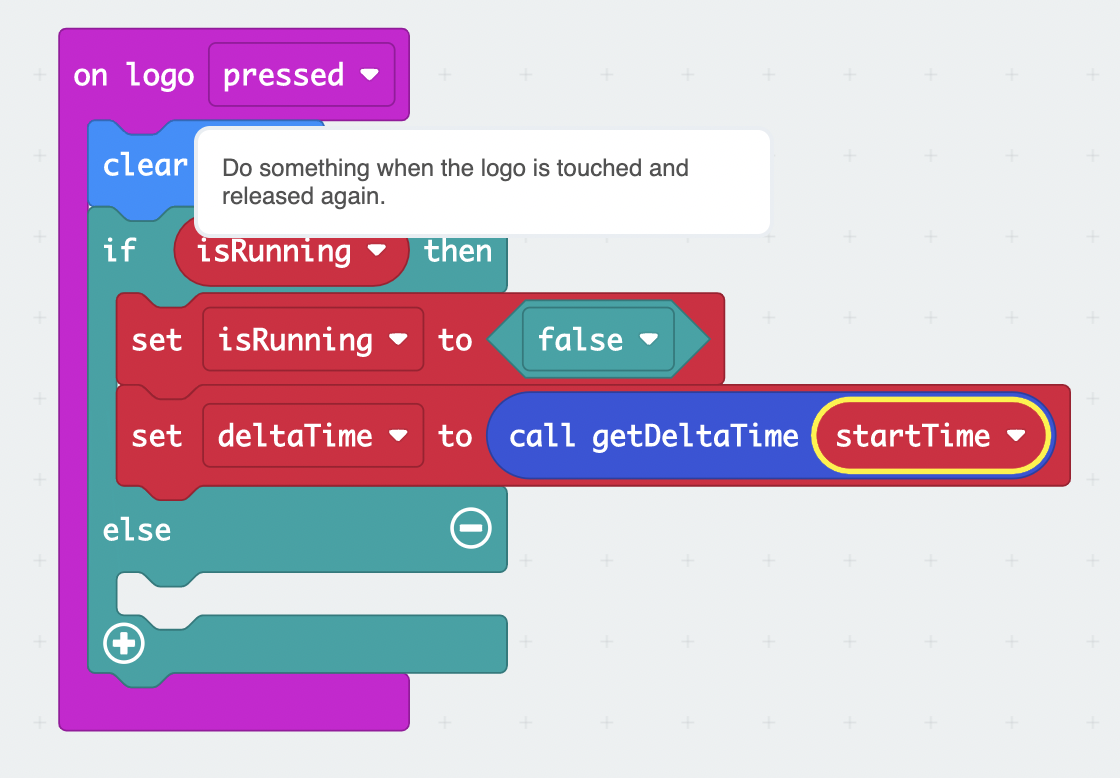 on logo pressed
clear
Do something when the logo is touched and
released again.
if isRunning then
set isRunning to false
set deltaTime to call getDeltaTime startTime
else